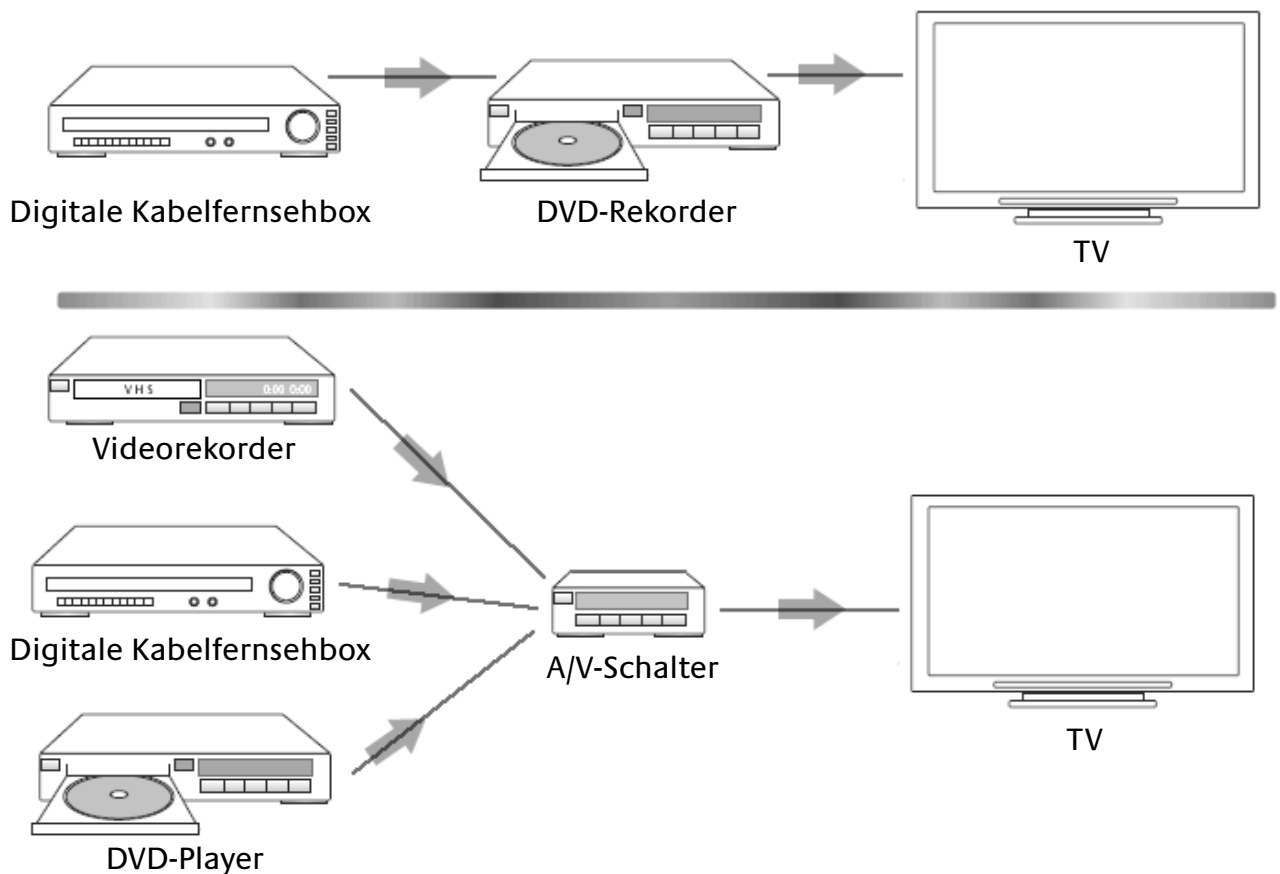 Digitale Kabelfernsehbox
DVD-Rekorder
TV
VHS
0:00 0:00
Videorekorder
Digitale Kabelfernsehbox
A/V-Schalter
TV
DVD-Player